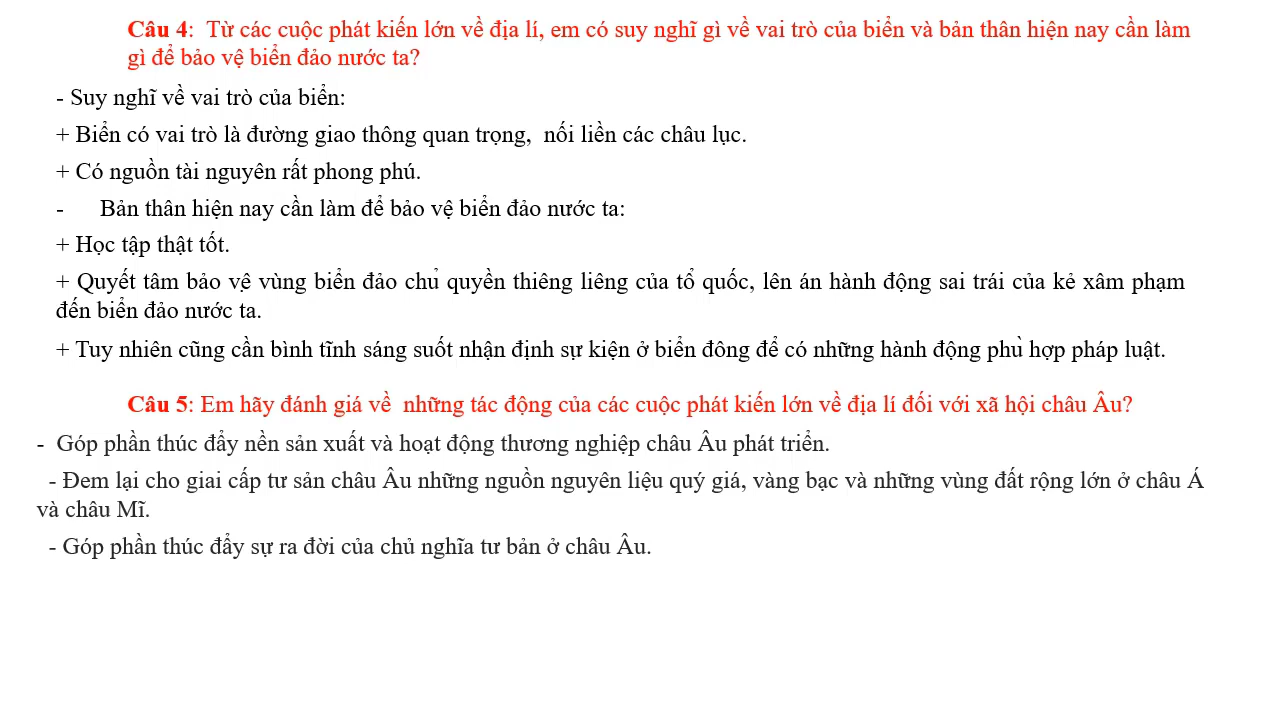 Câu 4:  Từ các cuộc phát kiến lớn về địa lí, em có suy nghĩ gì về vai trò của biển và bản thân hiện nay cần làm
gì để bảo vệ biển đảo nước ta?
- Suy nghĩ về vai trò của biển:
+ Biển có vai trò là đường giao thông quan trọng,  nối liền các châu lục.
+ Có nguồn tài nguyên rất phong phú.
-     Bản thân hiện nay cần làm để bảo vệ biển đảo nước ta:
+ Học tập thật tốt.
+ Quyết tâm bảo vệ vùng biển đảo chủ quyền thiêng liêng của tổ quốc, lên án hành động sai trái của kẻ xâm phạm
đến biển đảo nước ta.
+ Tuy nhiên cũng cần bình tĩnh sáng suốt nhận định sự kiện ở biển đông để có những hành động phù hợp pháp luật.
Câu 5: Em hãy đánh giá về  những tác động của các cuộc phát kiến lớn về địa lí đối với xã hội châu Âu?
-  Góp phần thúc đẩy nền sản xuất và hoạt động thương nghiệp châu Âu phát triển.
- Đem lại cho giai cấp tư sản châu Âu những nguồn nguyên liệu quý giá, vàng bạc và những vùng đất rộng lớn ở châu Á
và châu Mĩ.
- Góp phần thúc đẩy sự ra đời của chủ nghĩa tư bản ở châu Âu.